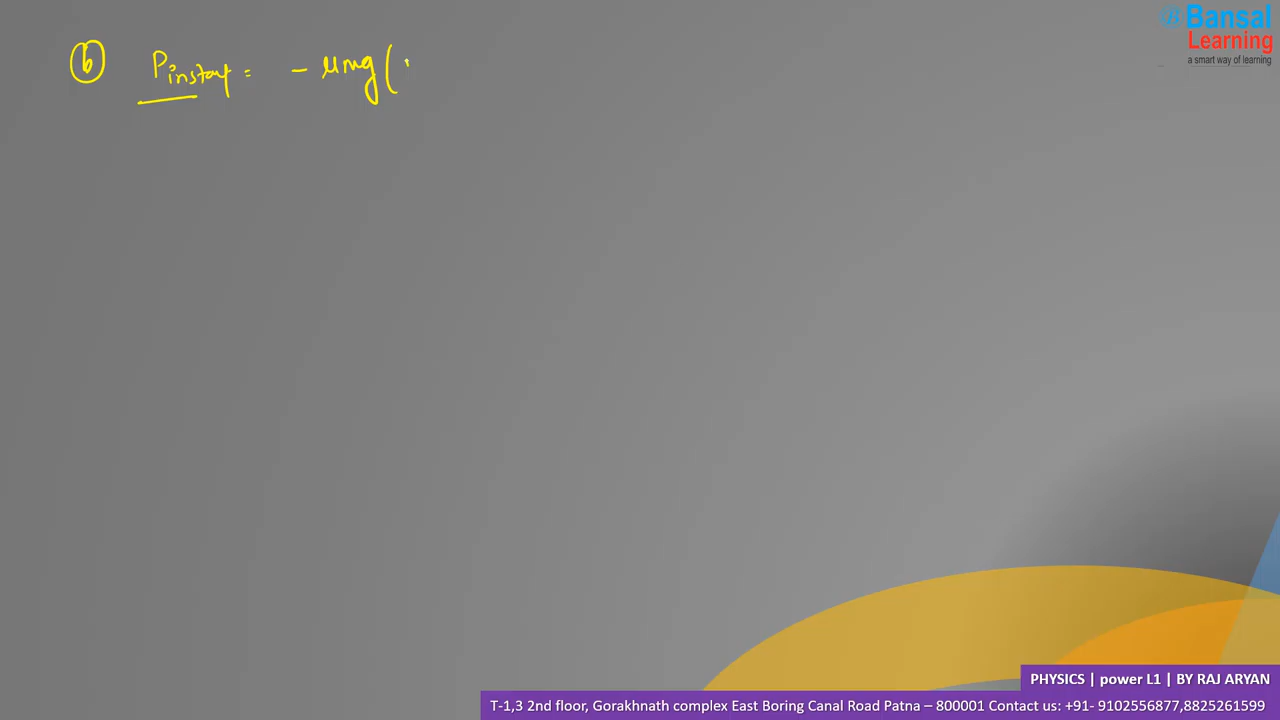 Bansal
Learning
a smart way of learning
(b) Pinstant = - μmg (
PHYSICS | power L1 | BY RAJ ARYAN
T-1,3 2nd floor, Gorakhnath complex East Boring Canal Road Patna – 800001 Contact us: +91- 9102556877,8825261599